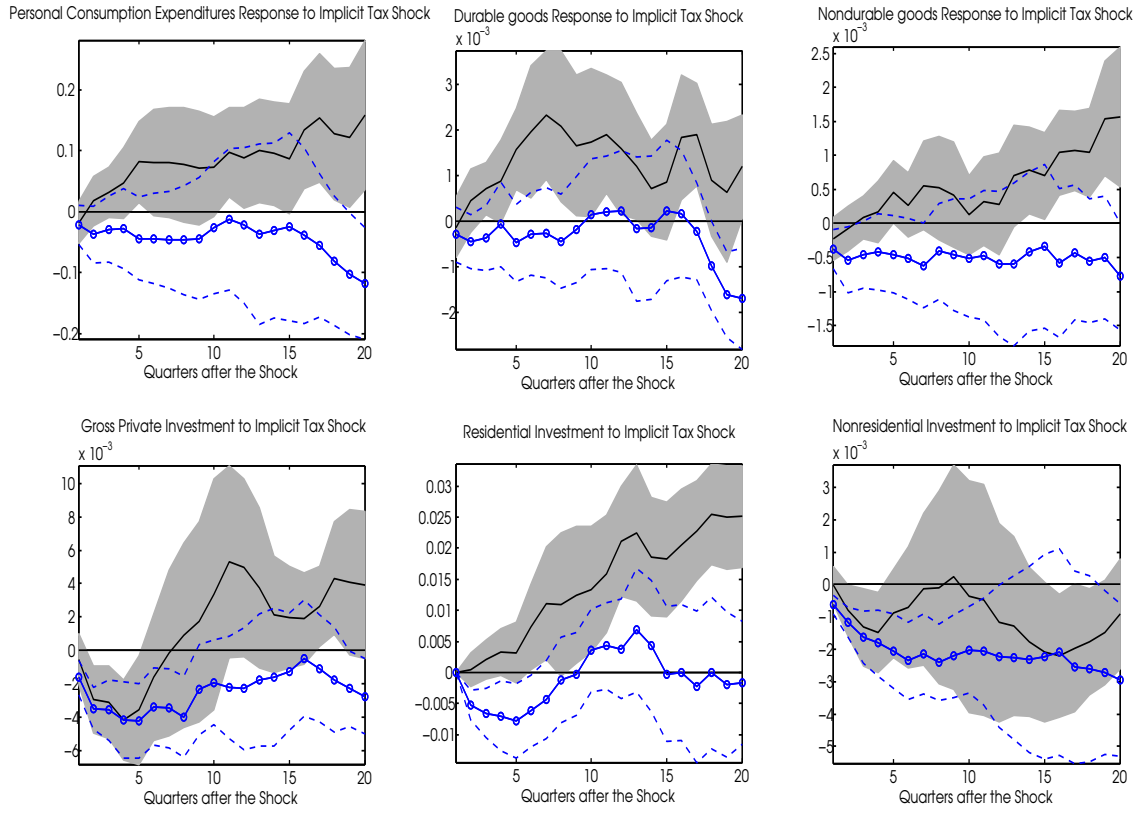 Personal Consumption Expenditures Response to Implicit Tax Shock
0.2
0.1
0
−0.1
−0.2
5 10 15 20
Quarters after the Shock
Durable goods Response to Implicit Tax Shock
x 10⁻³
3
2
1
0
−1
−2
5 10 15 20
Quarters after the Shock
Nondurable goods Response to Implicit Tax Shock
x 10⁻³
2.5
2
1.5
1
0.5
0
−0.5
−1
−1.5
5 10 15 20
Quarters after the Shock
Gross Private Investment to Implicit Tax Shock
x 10⁻³
10
8
6
4
2
0
−2
−4
−6
5 10 15 20
Quarters after the Shock
Residential Investment to Implicit Tax Shock
0.03
0.025
0.02
0.015
0.01
0.005
0
−0.005
−0.01
5 10 15 20
Quarters after the Shock
Nonresidential Investment to Implicit Tax Shock
x 10⁻³
3
2
1
0
−1
−2
−3
−4
−5
5 10 15 20
Quarters after the Shock